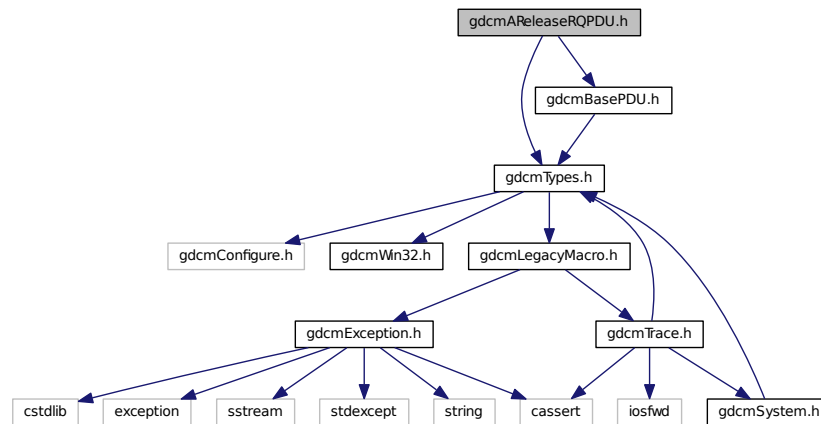 gdcmAReleaseRQPDU.h
gdcmBasePDU.h
gdcmTypes.h
gdcmConfigure.h
gdcmWin32.h
gdcmLegacyMacro.h
gdcmException.h
gdcmTrace.h
cstdlib
exception
sstream
stdexcept
string
cassert
iosfwd
gdcmSystem.h